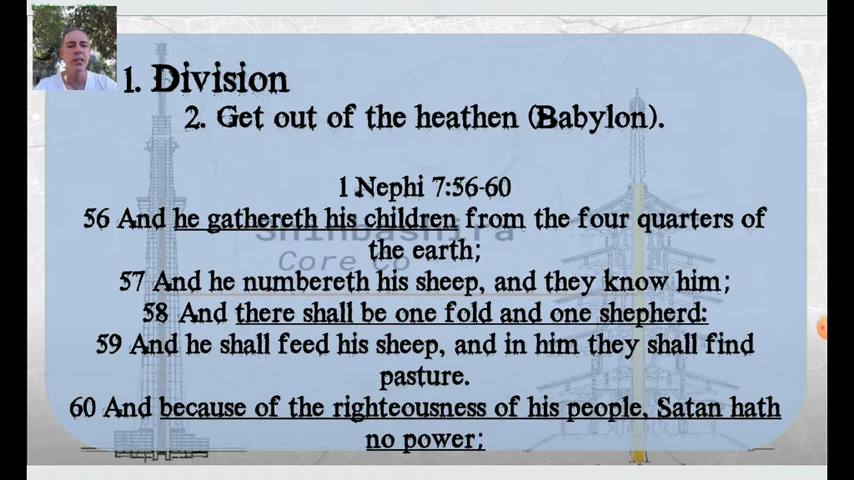 1. Division
2. Get out of the heathen (Babylon).
1 Nephi 7:56-60
56 And he gathereth his children from the four quarters of
the earth;
Shinbashira
Core Co
57 And he numbereth his sheep, and they know him;
58 And there shall be one fold and one shepherd:
59 And he shall feed his sheep, and in him they shall find
pasture.
60 And because of the righteousness of his people, Satan hath
no power;